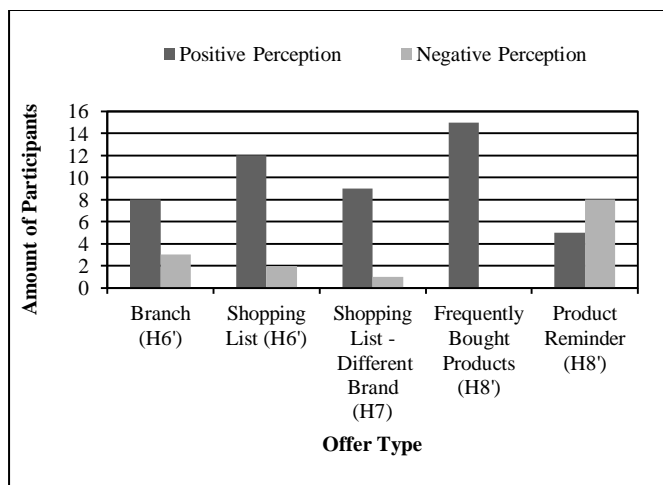 Positive Perception Negative Perception
Amount of Participants
16
14
12
10
8
6
4
2
0
Branch
(H6')
Shopping
List (H6')
Shopping
List -
Different
Brand
(H7)
Frequently
Bought
Products
(H8')
Product
Reminder
(H8')
Offer Type